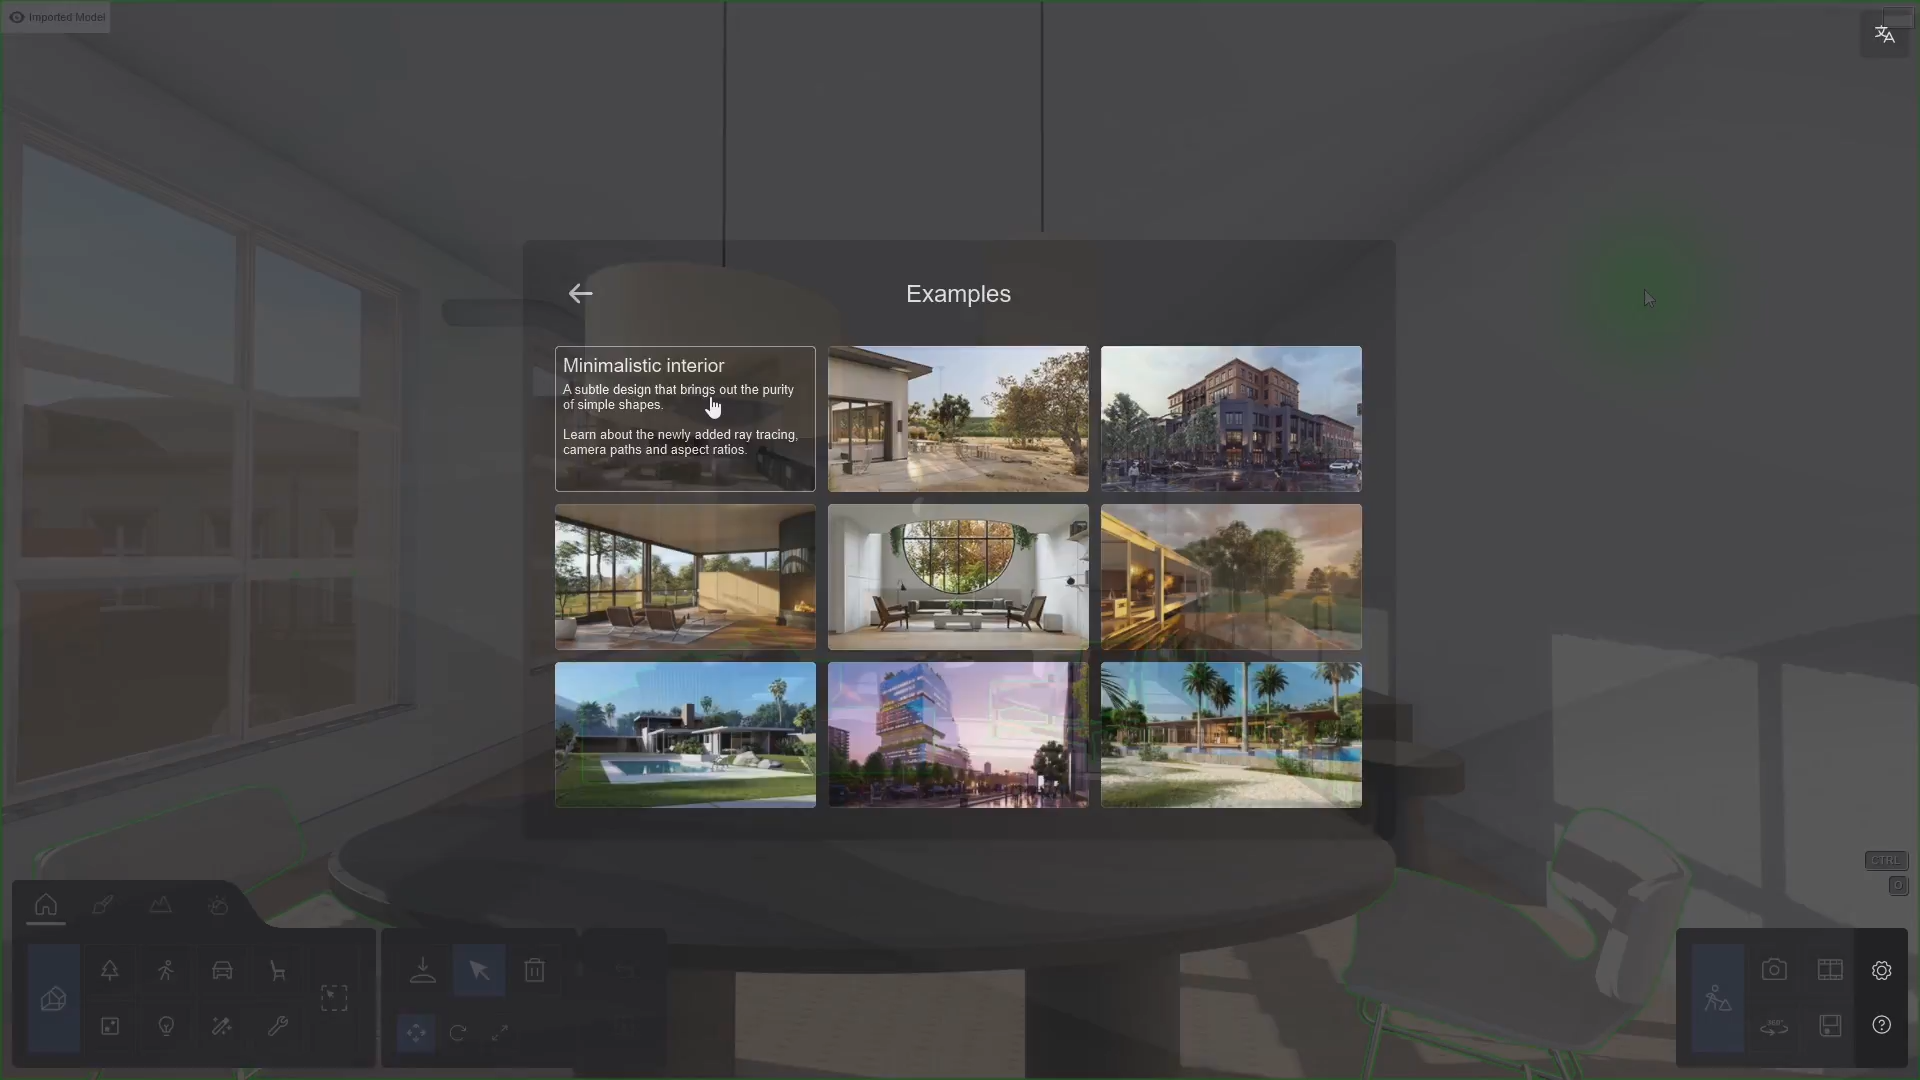 Imported Model
Examples
Minimalistic interior
A subtle design that brings out the purity
of simple shapes.
Learn about the newly added ray tracing,
camera paths and aspect ratios.
CTRL
O
360°